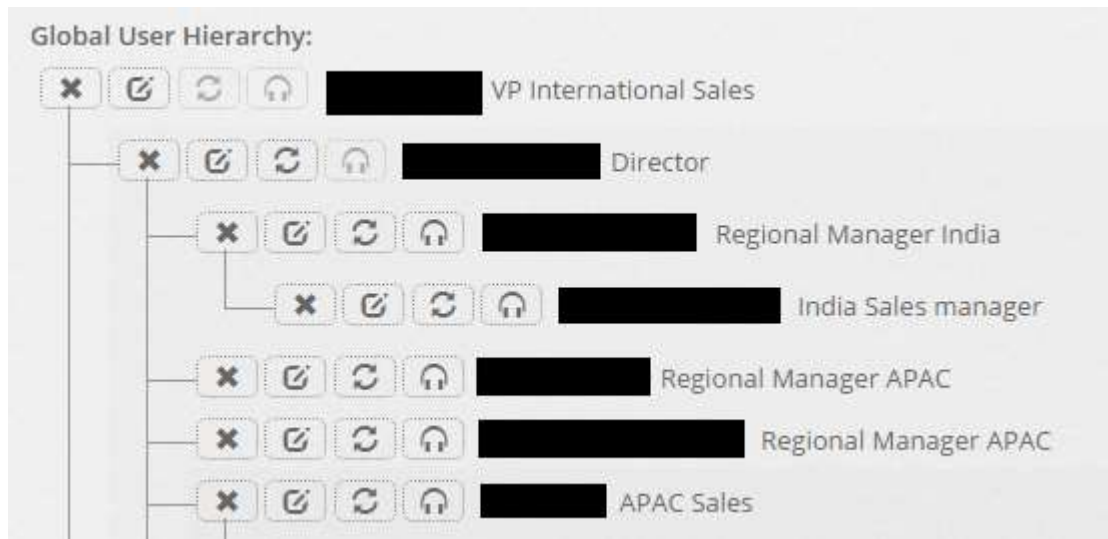 Global User Hierarchy:
VP International Sales
Director
Regional Manager India
India Sales manager
Regional Manager APAC
Regional Manager APAC
APAC Sales